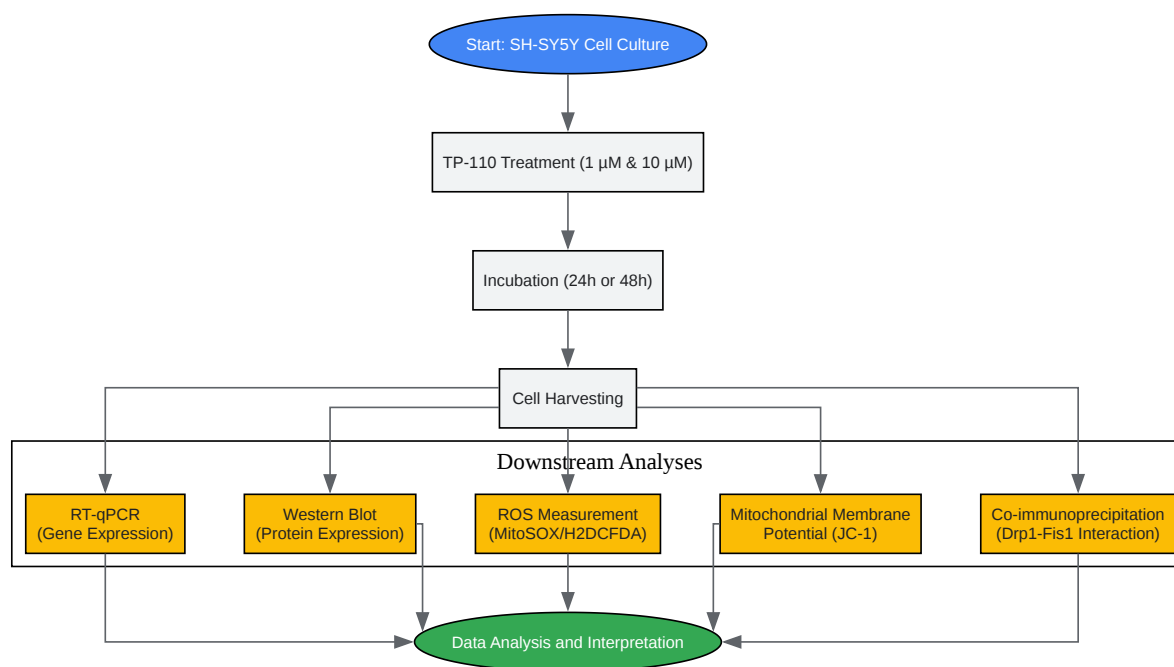 Start: SH-SY5Y Cell Culture
TP-110 Treatment (1 µM & 10 µM)
Incubation (24h or 48h)
Cell Harvesting
Downstream Analyses
RT-qPCR
(Gene Expression)
Western Blot
(Protein Expression)
ROS Measurement
(MitoSOX/H2DCFDA)
Mitochondrial Membrane
Potential (JC-1)
Co-immunoprecipitation
(Drp1-Fis1 Interaction)
Data Analysis and Interpretation